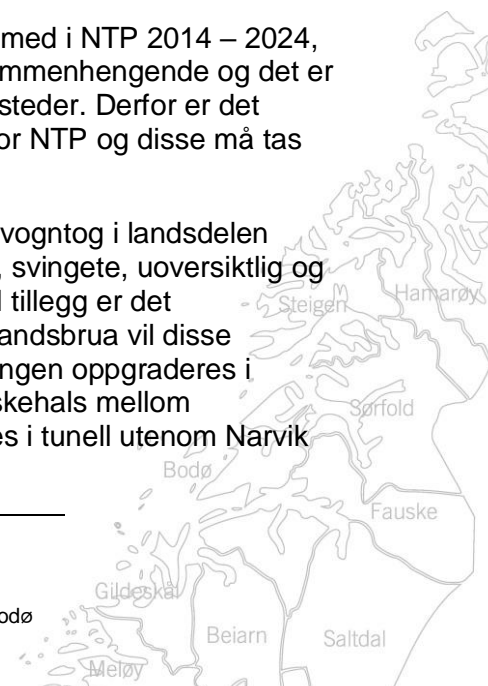 med i NTP 2014 – 2024,
ommenhengende og det er
steder. Derfor er det
or NTP og disse må tas
vogntog i landsdelen
, svingete, uoversiktlig og
l tillegg er det
andsbrua vil disse
ngen oppgraderes i
skehals mellom
es i tunell utenom Narvik
Steigen
Hamarøy
Sørfold
Bodø
Fauske
Gildeskål
odø
Beiarn
Saltdal
Meløy